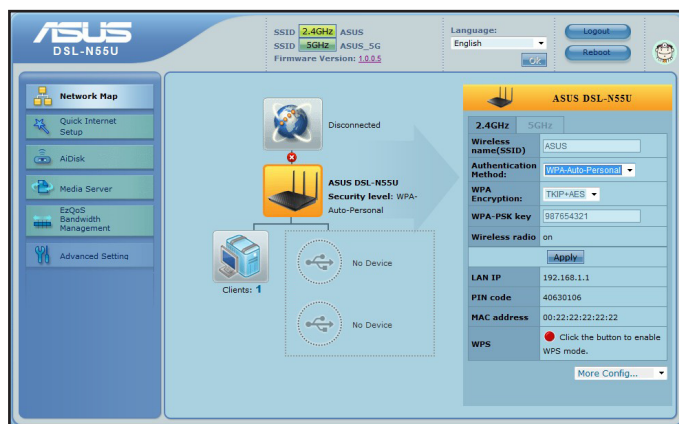 ASUS
DSL-N55U
SSID 2.4GHz ASUS
SSID 5GHz ASUS_5G
Firmware Version: 1.0.0.5
Language:
English
OK
Logout
Reboot
Network Map
Quick Internet
Setup
AiDisk
Media Server
EzQoS
Bandwidth
Management
Advanced Setting
Disconnected
ASUS DSL-N55U
Security level: WPA-
Auto-Personal
Clients: 1
No Device
No Device
ASUS DSL-N55U
2.4GHz 5GHz
Wireless
name(SSID) ASUS
Authentication
Method: WPA-Auto-Personal
WPA
Encryption: TKIP+AES
WPA-PSK key 987654321
Wireless radio on
Apply
LAN IP 192.168.1.1
PIN code 40630106
MAC address 00:22:22:22:22:22
WPS Click the button to enable
WPS mode.
More Config...